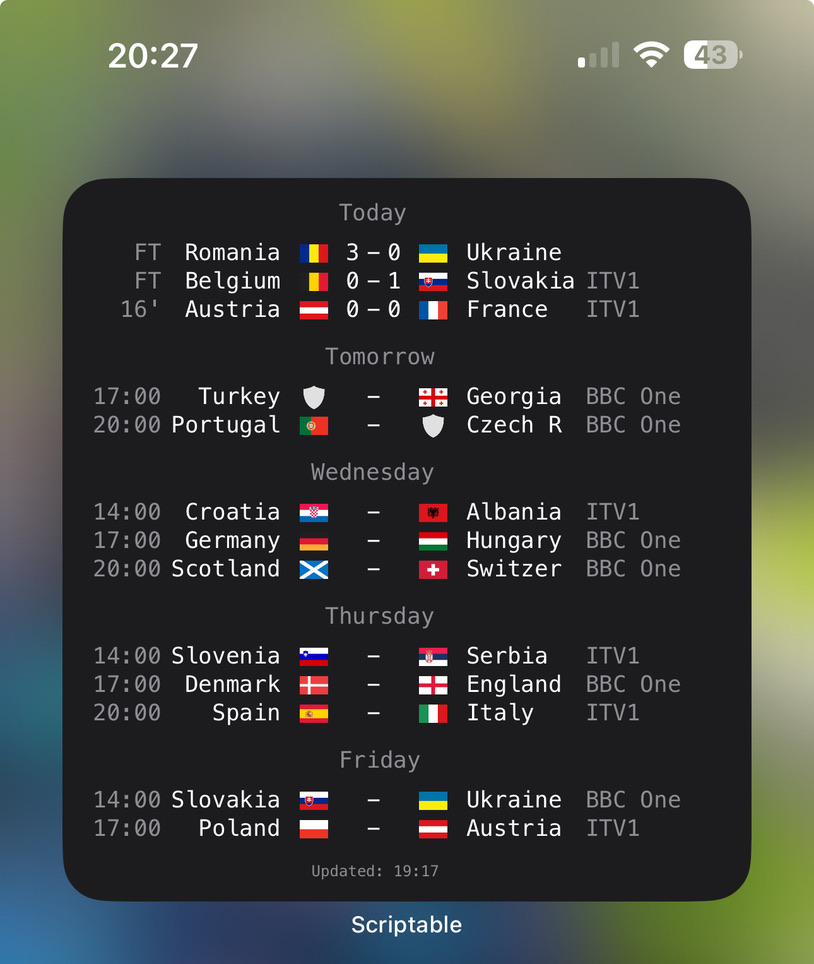 20:27 43
Today
FT Romania 3 – 0 Ukraine
FT Belgium 0 – 1 Slovakia ITV1
16' Austria 0 – 0 France ITV1
Tomorrow
17:00 Turkey – Georgia BBC One
20:00 Portugal – Czech R BBC One
Wednesday
14:00 Croatia – Albania ITV1
17:00 Germany – Hungary BBC One
20:00 Scotland – Switzer BBC One
Thursday
14:00 Slovenia – Serbia ITV1
17:00 Denmark – England BBC One
20:00 Spain – Italy ITV1
Friday
14:00 Slovakia – Ukraine BBC One
17:00 Poland – Austria ITV1
Updated: 19:17
Scriptable